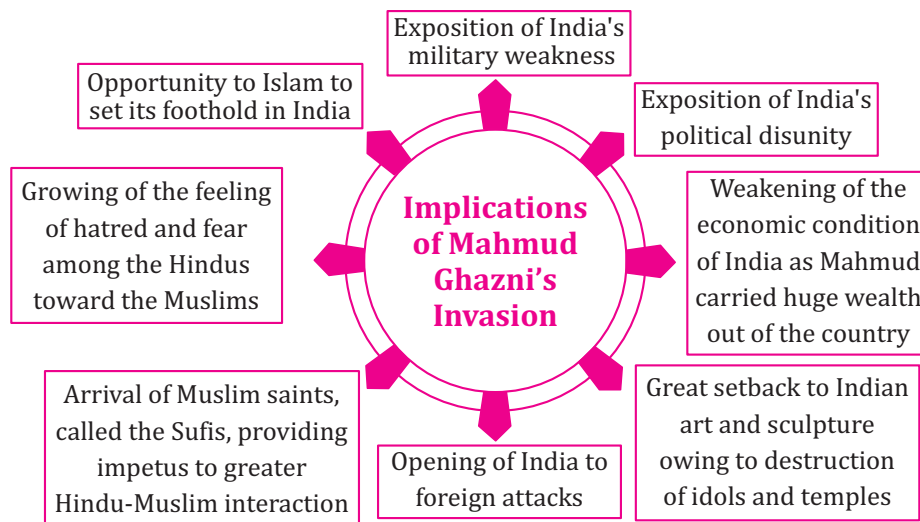 Implications
of Mahmud
Ghazni’s
Invasion
Exposition of India's
military weakness
Exposition of India's
political disunity
Weakening of the
economic condition
of India as Mahmud
carried huge wealth
out of the country
Great setback to Indian
art and sculpture
owing to destruction
of idols and temples
Opening of India to
foreign attacks
Arrival of Muslim saints,
called the Sufis, providing
impetus to greater
Hindu-Muslim interaction
Growing of the feeling
of hatred and fear
among the Hindus
toward the Muslims
Opportunity to Islam to
set its foothold in India